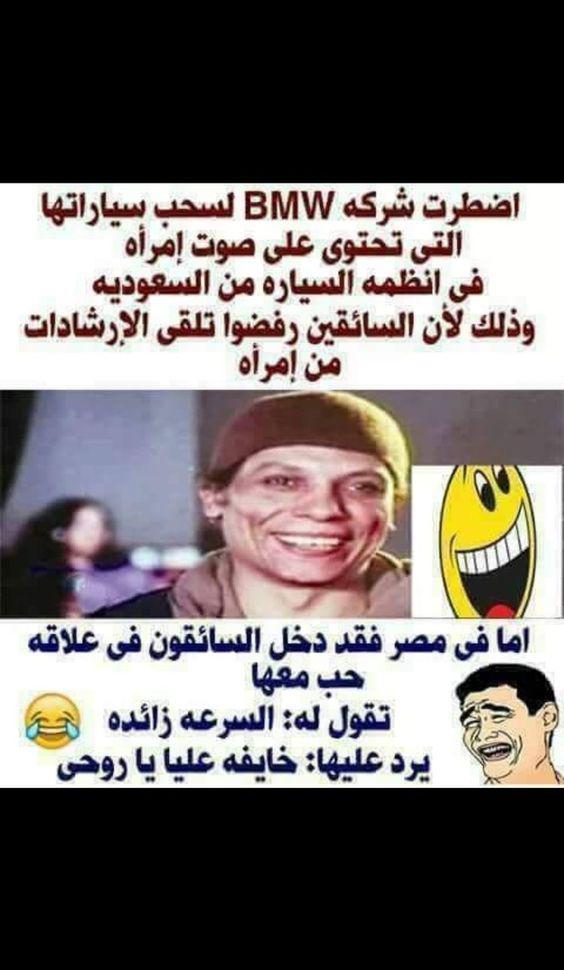 اضطرت شركه BMW لسحب سياراتها
التى تحتوى على صوت إمرأه
فى انظمه السياره من السعوديه
وذلك لأن السائقين رفضوا تلقى الإرشادات
من إمرأه
اما فى مصر فقد دخل السائقون فى علاقه
حب معها
تقول له: السرعه زائده
يرد عليها: خايفه عليا يا روحى